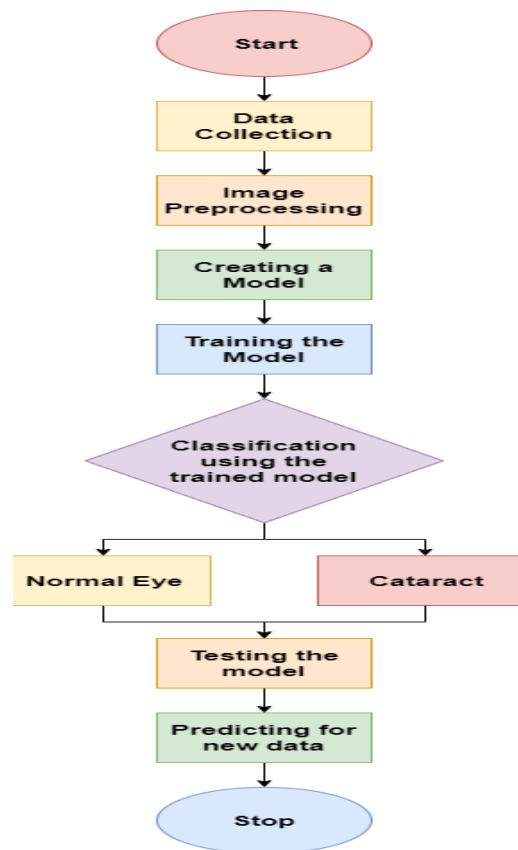 Start
Data
Collection
Image
Preprocessing
Creating a
Model
Training the
Model
Classification
using the
trained model
Normal Eye
Cataract
Testing the
model
Predicting for
new data
Stop